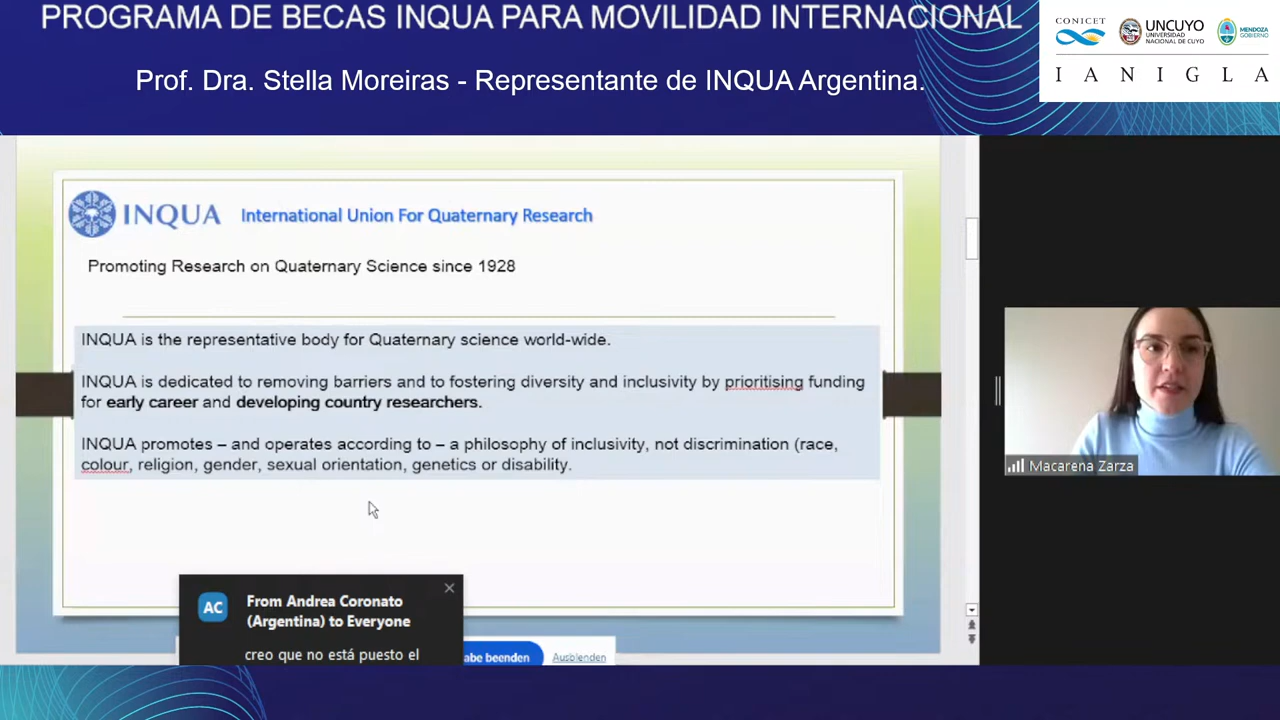 PROGRAMA DE BECAS INQUA PARA MOVILIDAD INTERNACIONAL
Prof. Dra. Stella Moreiras - Representante de INQUA Argentina.
CONICET
UNCUYO
UNIVERSIDAD
NACIONAL DE CUYO
MENDOZA
GOBIERNO
I A N I G L A
INQUA International Union For Quaternary Research
Promoting Research on Quaternary Science since 1928
INQUA is the representative body for Quaternary science world-wide.
INQUA is dedicated to removing barriers and to fostering diversity and inclusivity by prioritising funding
for early career and developing country researchers.
INQUA promotes – and operates according to – a philosophy of inclusivity, not discrimination (race,
colour, religion, gender, sexual orientation, genetics or disability.
Macarena Zarza
AC
From Andrea Coronato
(Argentina) to Everyone
creo que no está puesto el
abe beenden
Ausblenden